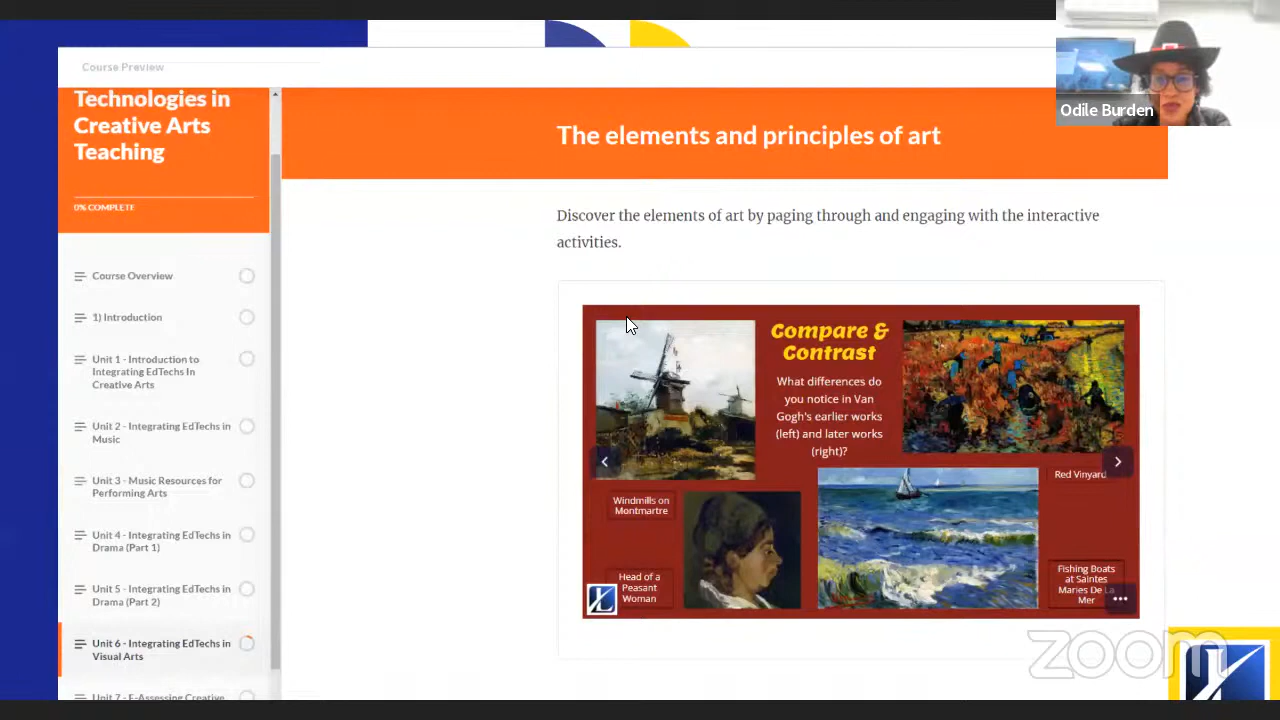 Course Preview
Technologies in
Creative Arts
Teaching
0% COMPLETE
Course Overview
1) Introduction
Unit 1 - Introduction to
Integrating EdTechs In
Creative Arts
Unit 2 - Integrating EdTechs in
Music
Unit 3 - Music Resources for
Performing Arts
Unit 4 - Integrating EdTechs in
Drama (Part 1)
Unit 5 - Integrating EdTechs in
Drama (Part 2)
Unit 6 - Integrating EdTechs in
Visual Arts
Unit 7 - E-Assessing Creative
The elements and principles of art
Discover the elements of art by paging through and engaging with the interactive
activities.
Compare &
Contrast
What differences do
you notice in Van
Gogh's earlier works
(left) and later works
(right)?
Windmills on
Montmartre
Head of a
Peasant
Woman
Red Vinyard
Fishing Boats
at Saintes
Maries De La
Mer
Odile Burden
zoom